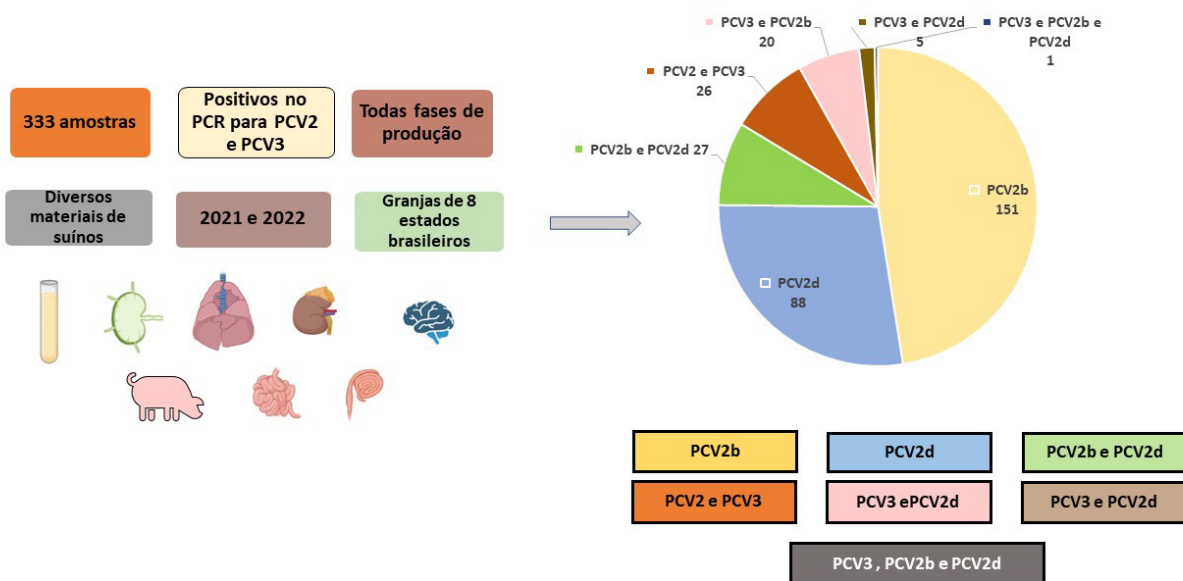 333 amostras
Positivos no
PCR para PCV2
e PCV3
Todas fases de
produção
Diversos
materiais de
suínos
2021 e 2022
Granjas de 8
estados
brasileiros
PCV3 e PCV2b
20
PCV3 e PCV2d
5
PCV3 e PCV2b e
PCV2d
1
PCV2 e PCV3
26
PCV2b e PCV2d 27
PCV2b
151
PCV2d
88
PCV2b
PCV2d
PCV2b e PCV2d
PCV2 e PCV3
PCV3 ePCV2d
PCV3 e PCV2d
PCV3 , PCV2b e PCV2d